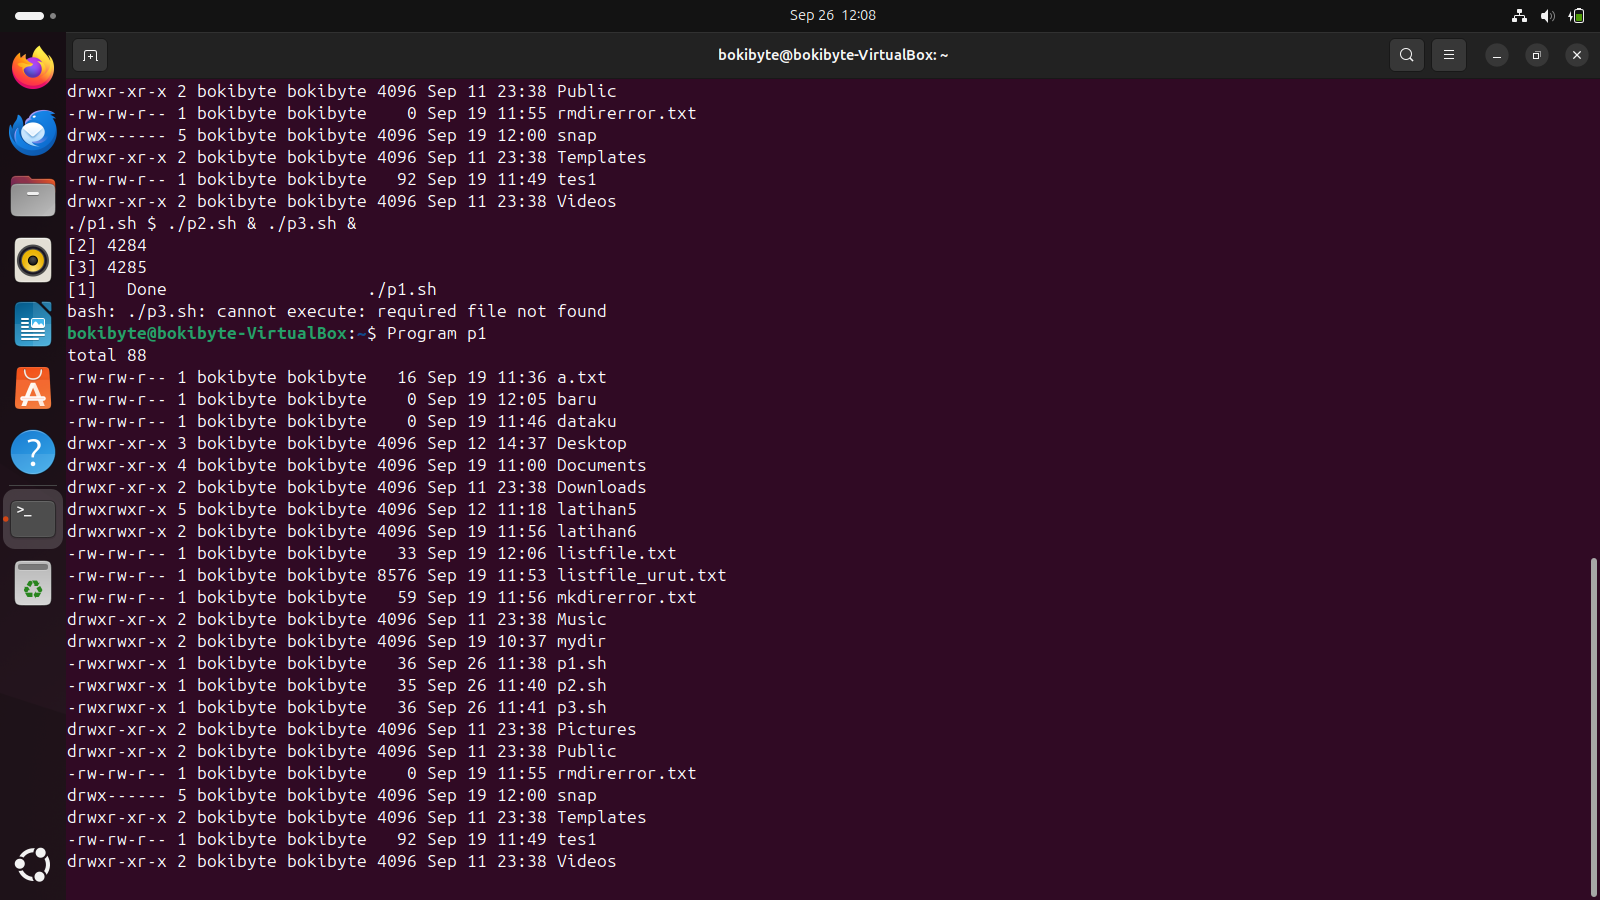 Sep 26  12:08
bokibyte@bokibyte-VirtualBox: ~
drwxr-xr-x 2 bokibyte bokibyte 4096 Sep 11 23:38 Public
-rw-rw-r-- 1 bokibyte bokibyte    0 Sep 19 11:55 rmdirerror.txt
drwx------ 5 bokibyte bokibyte 4096 Sep 19 12:00 snap
drwxr-xr-x 2 bokibyte bokibyte 4096 Sep 11 23:38 Templates
-rw-rw-r-- 1 bokibyte bokibyte   92 Sep 19 11:49 tes1
drwxr-xr-x 2 bokibyte bokibyte 4096 Sep 11 23:38 Videos
./p1.sh $ ./p2.sh & ./p3.sh &
[2] 4284
[3] 4285
[1]   Done                    ./p1.sh
bash: ./p3.sh: cannot execute: required file not found
bokibyte@bokibyte-VirtualBox:~$ Program p1
total 88
-rw-rw-r-- 1 bokibyte bokibyte   16 Sep 19 11:36 a.txt
-rw-rw-r-- 1 bokibyte bokibyte    0 Sep 19 12:05 baru
-rw-rw-r-- 1 bokibyte bokibyte    0 Sep 19 11:46 dataku
drwxr-xr-x 3 bokibyte bokibyte 4096 Sep 12 14:37 Desktop
drwxr-xr-x 4 bokibyte bokibyte 4096 Sep 19 11:00 Documents
drwxr-xr-x 2 bokibyte bokibyte 4096 Sep 11 23:38 Downloads
drwxrwxr-x 5 bokibyte bokibyte 4096 Sep 12 11:18 latihan5
drwxrwxr-x 2 bokibyte bokibyte 4096 Sep 19 11:56 latihan6
-rw-rw-r-- 1 bokibyte bokibyte   33 Sep 19 12:06 listfile.txt
-rw-rw-r-- 1 bokibyte bokibyte 8576 Sep 19 11:53 listfile_urut.txt
-rw-rw-r-- 1 bokibyte bokibyte   59 Sep 19 11:56 mkdirerror.txt
drwxr-xr-x 2 bokibyte bokibyte 4096 Sep 11 23:38 Music
drwxrwxr-x 2 bokibyte bokibyte 4096 Sep 19 10:37 mydir
-rwxrwxr-x 1 bokibyte bokibyte   36 Sep 26 11:38 p1.sh
-rwxrwxr-x 1 bokibyte bokibyte   35 Sep 26 11:40 p2.sh
-rwxrwxr-x 1 bokibyte bokibyte   36 Sep 26 11:41 p3.sh
drwxr-xr-x 2 bokibyte bokibyte 4096 Sep 11 23:38 Pictures
drwxr-xr-x 2 bokibyte bokibyte 4096 Sep 11 23:38 Public
-rw-rw-r-- 1 bokibyte bokibyte    0 Sep 19 11:55 rmdirerror.txt
drwx------ 5 bokibyte bokibyte 4096 Sep 19 12:00 snap
drwxr-xr-x 2 bokibyte bokibyte 4096 Sep 11 23:38 Templates
-rw-rw-r-- 1 bokibyte bokibyte   92 Sep 19 11:49 tes1
drwxr-xr-x 2 bokibyte bokibyte 4096 Sep 11 23:38 Videos